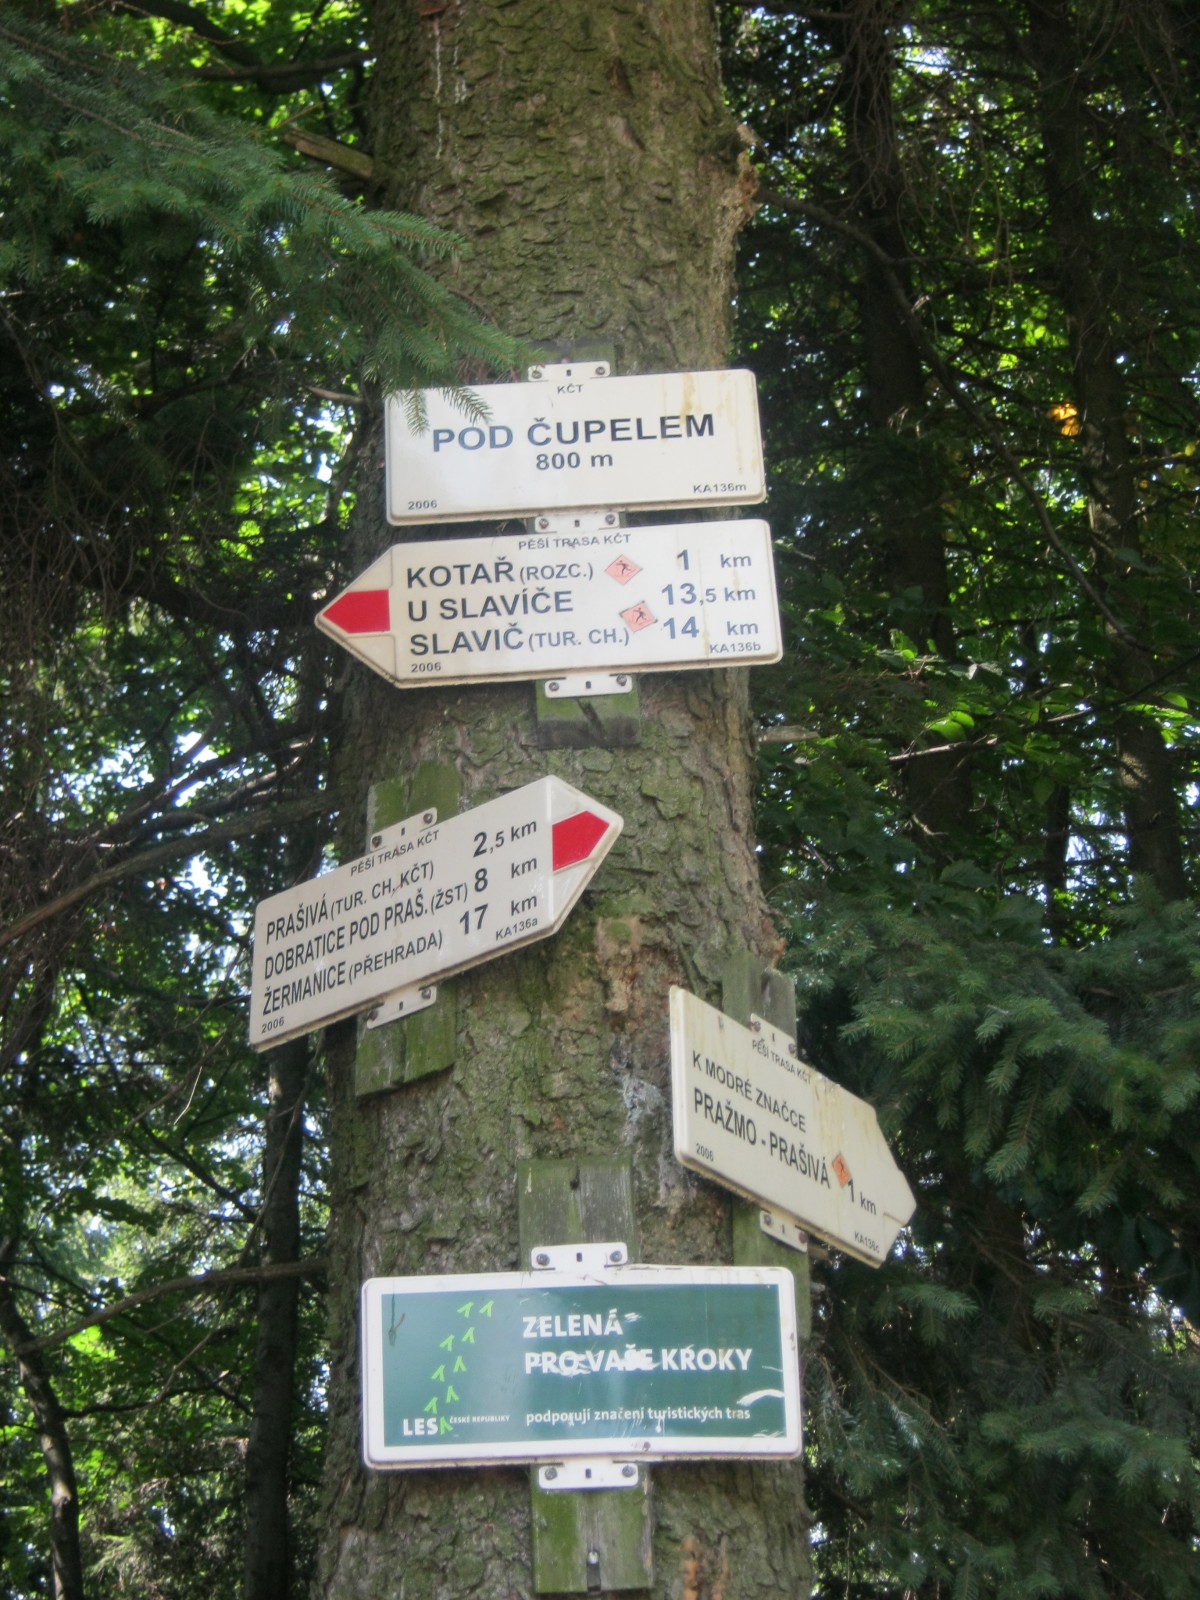 KČT
POD ČUPELEM
800 m
2006 KA136m
PĚŠÍ TRASA KČT
KOTAŘ (ROZC.) 1 km
U SLAVÍČE 13,5 km
SLAVIČ (TUR. CH.) 14 km
2006 KA136b
PĚŠÍ TRASA KČT
PRAŠIVÁ (TUR. CH, KČT) 2,5 km
DOBRATICE POD PRAŠ. (ŽST) 8 km
ŽERMANICE (PŘEHRADA) 17 km
2006 KA136a
PĚŠÍ TRASA KČT
K MODRÉ ZNAČCE
PRAŽMO - PRAŠIVÁ 1 km
2006 KA136c
ZELENÁ
PRO VAŠE KROKY
LES ČESKÉ REPUBLIKY podporují značení turistických tras